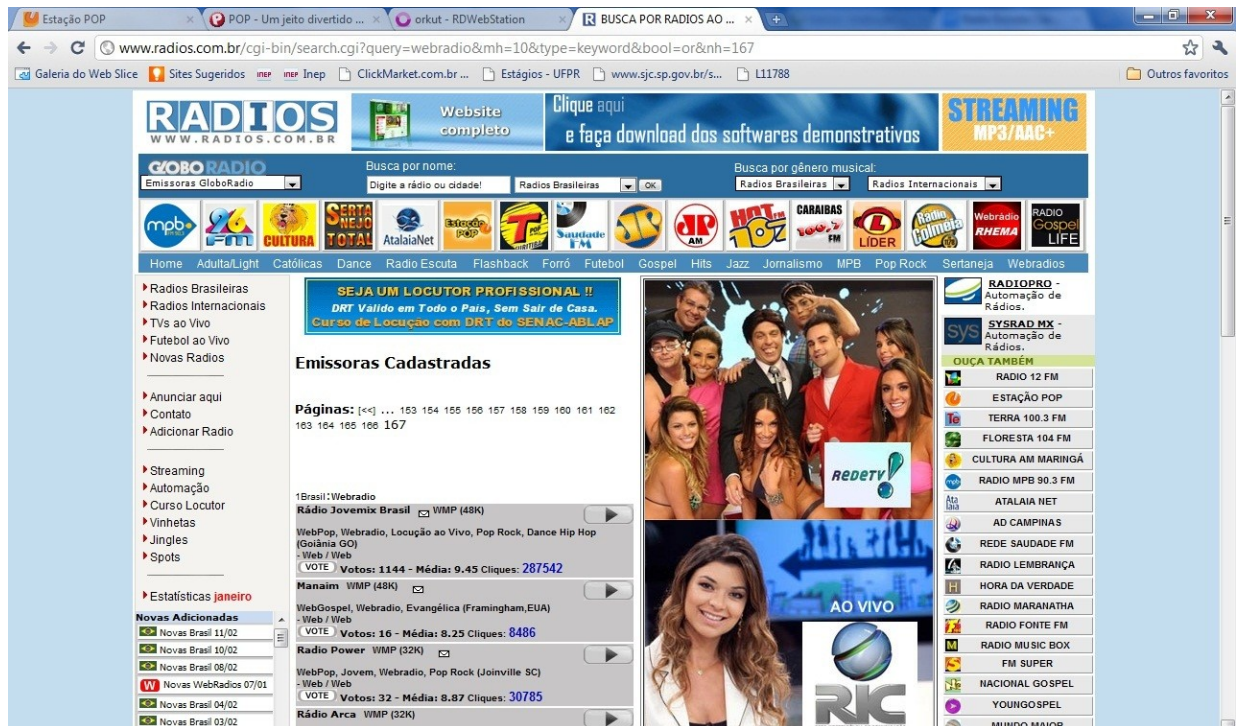 Estação POP
POP - Um jeito divertido ...
orkut - RDWebStation
BUSCA POR RADIOS AO ...
www.radios.com.br/cgi-bin/search.cgi?query=webradio&mh=10&type=keyword&bool=or&nh=167
Galeria do Web Slice
Sites Sugeridos
INEP
INEP Inep
ClickMarket.com.br ...
Estágios - UFPR
www.sjc.sp.gov.br/s...
L11788
Outros favoritos
RADIOS
WWW.RADIOS.COM.BR
Website
completo
Clique aqui
e faça download dos softwares demonstrativos
STREAMING
MP3/AAC+
GLOBO RADIO
Emissoras GloboRadio
Busca por nome:
Digite a rádio ou cidade!
Radios Brasileiras
OK
Busca por gênero musical:
Radios Brasileiras
Radios Internacionais
mpb
96
FM
CULTURA
SERTANEJO
TOTAL
AtalaiaNet
Estação
POP
T
POP
Saudade
FM
JP
JP
AM
HOT FM
107
CARAIBAS
100,7
FM
LÍDER
Radio
Colmeia
Webrádio
RHEMA
RADIO
Gospel
LIFE
Home Adulta/Light Católicas Dance Radio Escuta Flashback Forró Futebol Gospel Hits Jazz Jornalismo MPB Pop Rock Sertaneja Webradios
Radios Brasileiras
Radios Internacionais
TVs ao Vivo
Futebol ao Vivo
Novas Radios
Anunciar aqui
Contato
Adicionar Radio
Streaming
Automação
Curso Locutor
Vinhetas
Jingles
Spots
Estatísticas janeiro
Novas Adicionadas
Novas Brasil 11/02
Novas Brasil 10/02
Novas Brasil 08/02
W Novas WebRadios 07/01
Novas Brasil 04/02
Novas Brasil 03/02
SEJA UM LOCUTOR PROFISSIONAL !!
DRT Válido em Todo o País, Sem Sair de Casa.
Curso de Locução com DRT do SENAC-ABLAP
Emissoras Cadastradas
Páginas: [<<] ... 153 154 155 156 157 158 159 160 161 162
163 164 165 166 167
1Brasil:Webradio
Rádio Jovemix Brasil WMP (48K)
WebPop, Webradio, Locução ao Vivo, Pop Rock, Dance Hip Hop
(Goiânia GO)
- Web / Web
VOTE Votos: 1144 - Média: 9.45 Cliques: 287542
Manaim WMP (48K)
WebGospel, Webradio, Evangélica (Framingham,EUA)
- Web / Web
VOTE Votos: 16 - Média: 8.25 Cliques: 8486
Radio Power WMP (32K)
WebPop, Jovem, Webradio, Pop Rock (Joinville SC)
- Web / Web
VOTE Votos: 32 - Média: 8.87 Cliques: 30785
Rádio Arca WMP (32K)
REDETV!
AO VIVO
RIC
RADIOPRO -
Automação de
Rádios.
SYS
SYSRAD MX -
Automação de
Rádios.
OUÇA TAMBÉM
RADIO 12 FM
ESTAÇÃO POP
TERRA 100.3 FM
FLORESTA 104 FM
CULTURA AM MARINGÁ
RADIO MPB 90.3 FM
ATALAIA NET
AD CAMPINAS
REDE SAUDADE FM
RADIO LEMBRANÇA
HORA DA VERDADE
RADIO MARANATHA
RADIO FONTE FM
RADIO MUSIC BOX
FM SUPER
NACIONAL GOSPEL
YOUNGOSPEL
MUNDO MAIOR